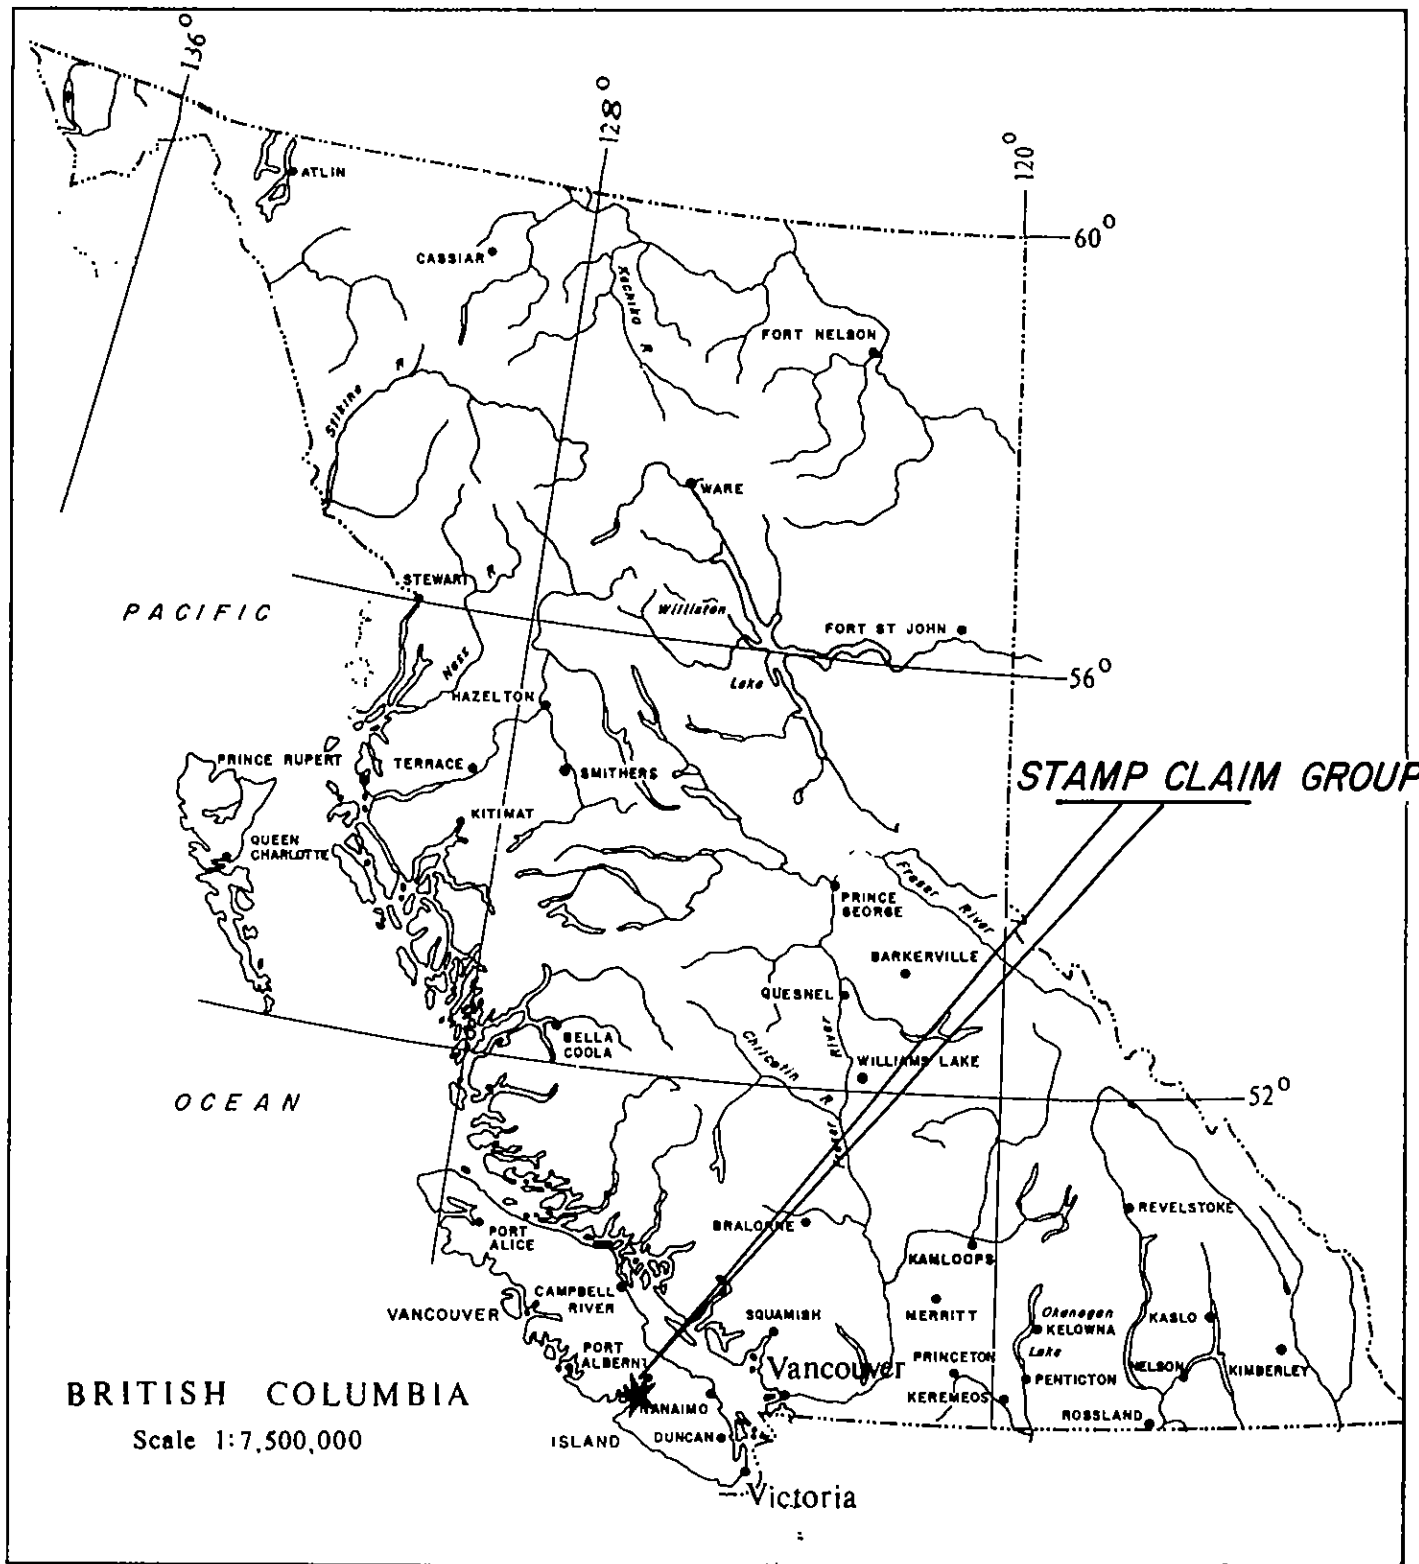 136°
128°
120°
ATLIN
60°
CASSIAR
Kechika R
FORT NELSON
Stikine R
WARE
STEWART
R
PACIFIC
Williston
FORT ST JOHN
Nass
Lake
56°
HAZELTON
PRINCE RUPERT
TERRACE
SMITHERS
STAMP CLAIM GROUP
KITIMAT
QUEEN
CHARLOTTE
Fraser River
PRINCE
GEORGE
BARKERVILLE
QUESNEL
River
BELLA
COOLA
Chilcotin R
WILLIAMS LAKE
OCEAN
52°
Fraser
REVELSTOKE
PORT
ALICE
BRALORNE
KAMLOOPS
CAMPBELL
RIVER
VANCOUVER
MERRITT
SQUAMISH
Okanagan
KELOWNA
Lake
KASLO
PORT
ALBERNI
Vancouver
PRINCETON
NELSON
KIMBERLEY
PENTICTON
BRITISH COLUMBIA
KEREMEOS
NANAIMO
ROSSLAND
Scale 1:7,500,000
ISLAND
DUNCAN
Victoria